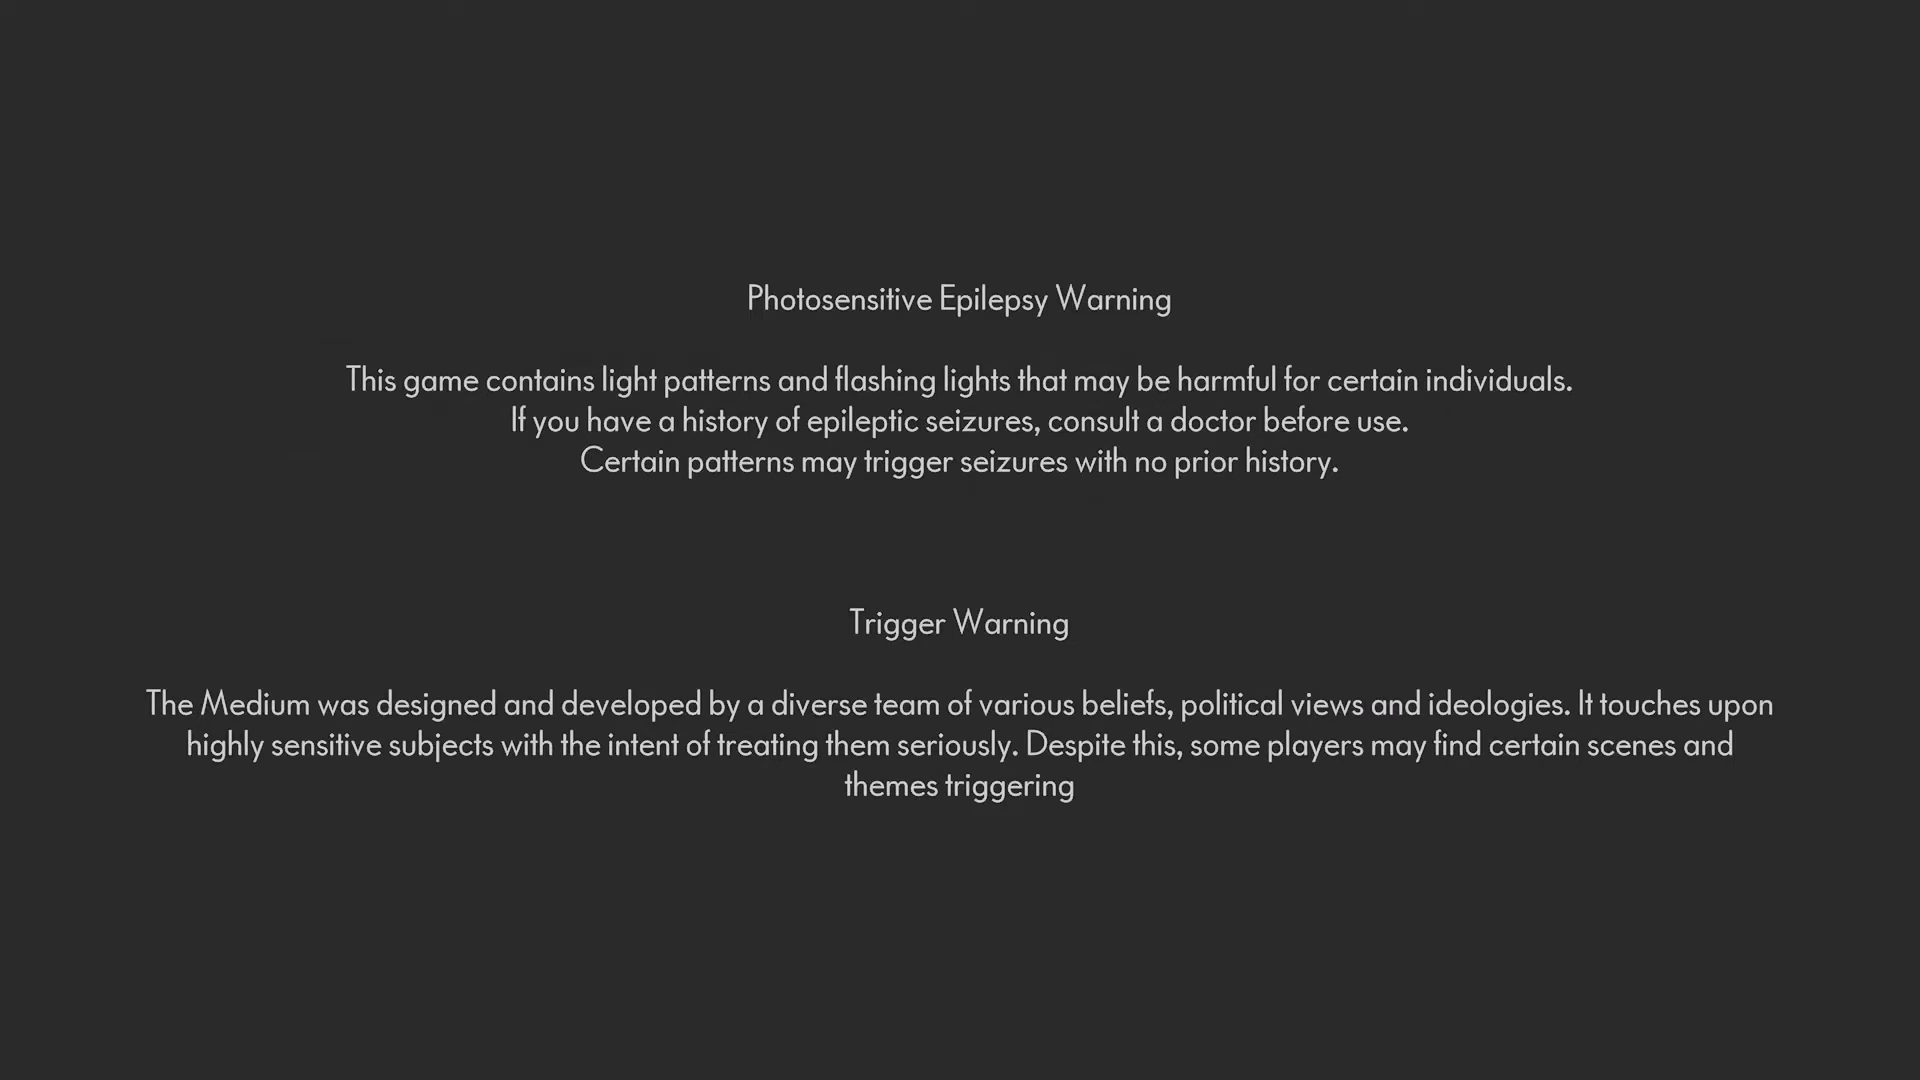 Photosensitive Epilepsy Warning
This game contains light patterns and flashing lights that may be harmful for certain individuals.
If you have a history of epileptic seizures, consult a doctor before use.
Certain patterns may trigger seizures with no prior history.
Trigger Warning
The Medium was designed and developed by a diverse team of various beliefs, political views and ideologies. It touches upon
highly sensitive subjects with the intent of treating them seriously. Despite this, some players may find certain scenes and
themes triggering